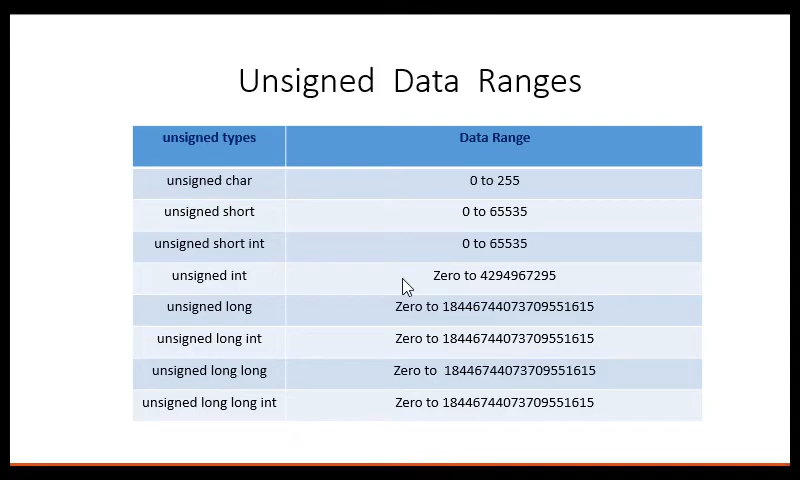 Unsigned Data Ranges
unsigned types Data Range
unsigned char 0 to 255
unsigned short 0 to 65535
unsigned short int 0 to 65535
unsigned int Zero to 4294967295
unsigned long Zero to 18446744073709551615
unsigned long int Zero to 18446744073709551615
unsigned long long Zero to 18446744073709551615
unsigned long long int Zero to 18446744073709551615